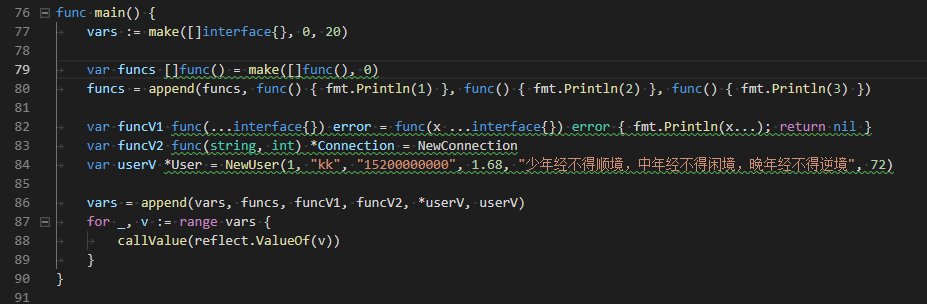 76 func main() {
77 vars := make([]interface{}, 0, 20)
78
79 var funcs []func() = make([]func(), 0)
80 funcs = append(funcs, func() { fmt.Println(1) }, func() { fmt.Println(2) }, func() { fmt.Println(3) })
81
82 var funcV1 func(...interface{}) error = func(x ...interface{}) error { fmt.Println(x...); return nil }
83 var funcV2 func(string, int) *Connection = NewConnection
84 var userV *User = NewUser(1, "kk", "15200000000", 1.68, "少年经不得顺境，中年经不得闲境，晚年经不得逆境", 72)
85
86 vars = append(vars, funcs, funcV1, funcV2, *userV, userV)
87 for _, v := range vars {
88 callValue(reflect.ValueOf(v))
89 }
90 }
91